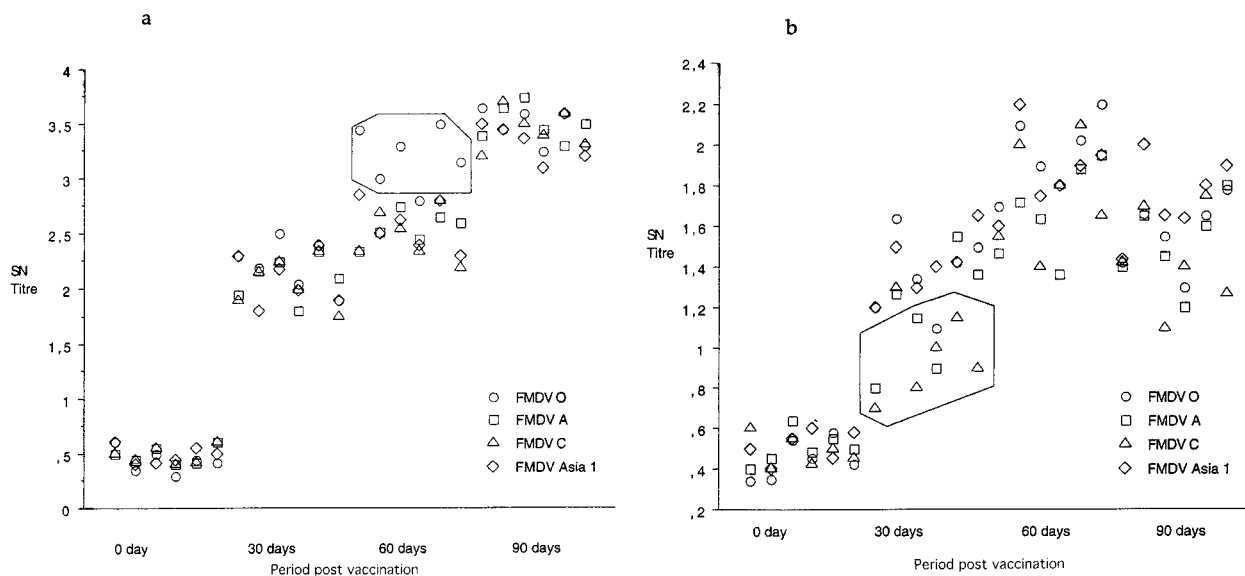 a
4
3,5
3
2,5
SN
Titre
2
1,5
1
,5
0
FMDV O
FMDV A
FMDV C
FMDV Asia 1
0 day 30 days 60 days 90 days
Period post vaccination
b
2,4
2,2
2
1,8
SN
Titre
1,6
1,4
1,2
1
,8
,6
,4
,2
FMDV O
FMDV A
FMDV C
FMDV Asia 1
0 day 30 days 60 days 90 days
Period post vaccination